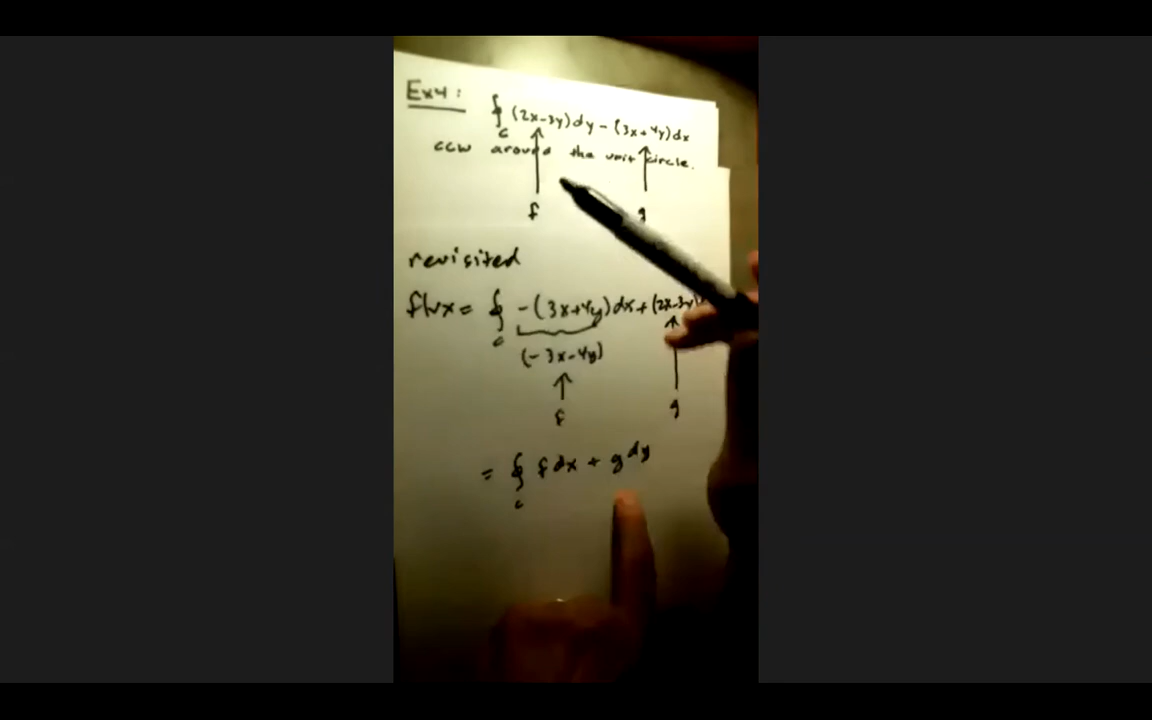 Ex4: ∮c (2x-3y)dy - (3x+4y)dx
ccw around the unit circle.
f g
revisited
flux = ∮c -(3x+4y)dx + (2x-3y)
(-3x-4y)
f g
= ∮c f dx + g dy